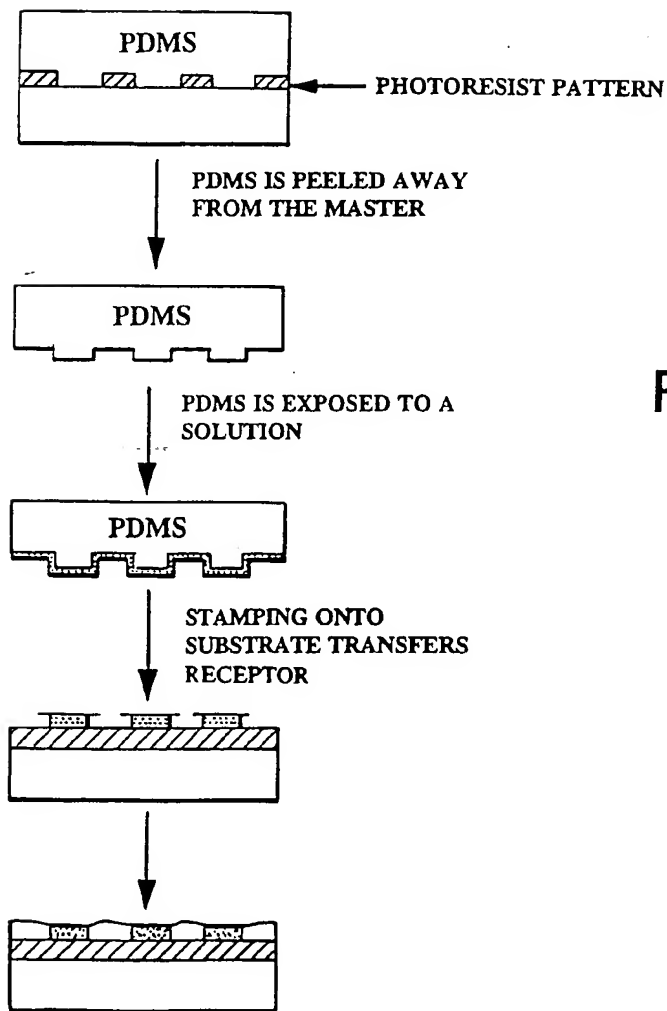 PDMS
PHOTORESIST PATTERN
PDMS IS PEELED AWAY
FROM THE MASTER
PDMS
PDMS IS EXPOSED TO A
SOLUTION
PDMS
STAMPING ONTO
SUBSTRATE TRANSFERS
RECEPTOR